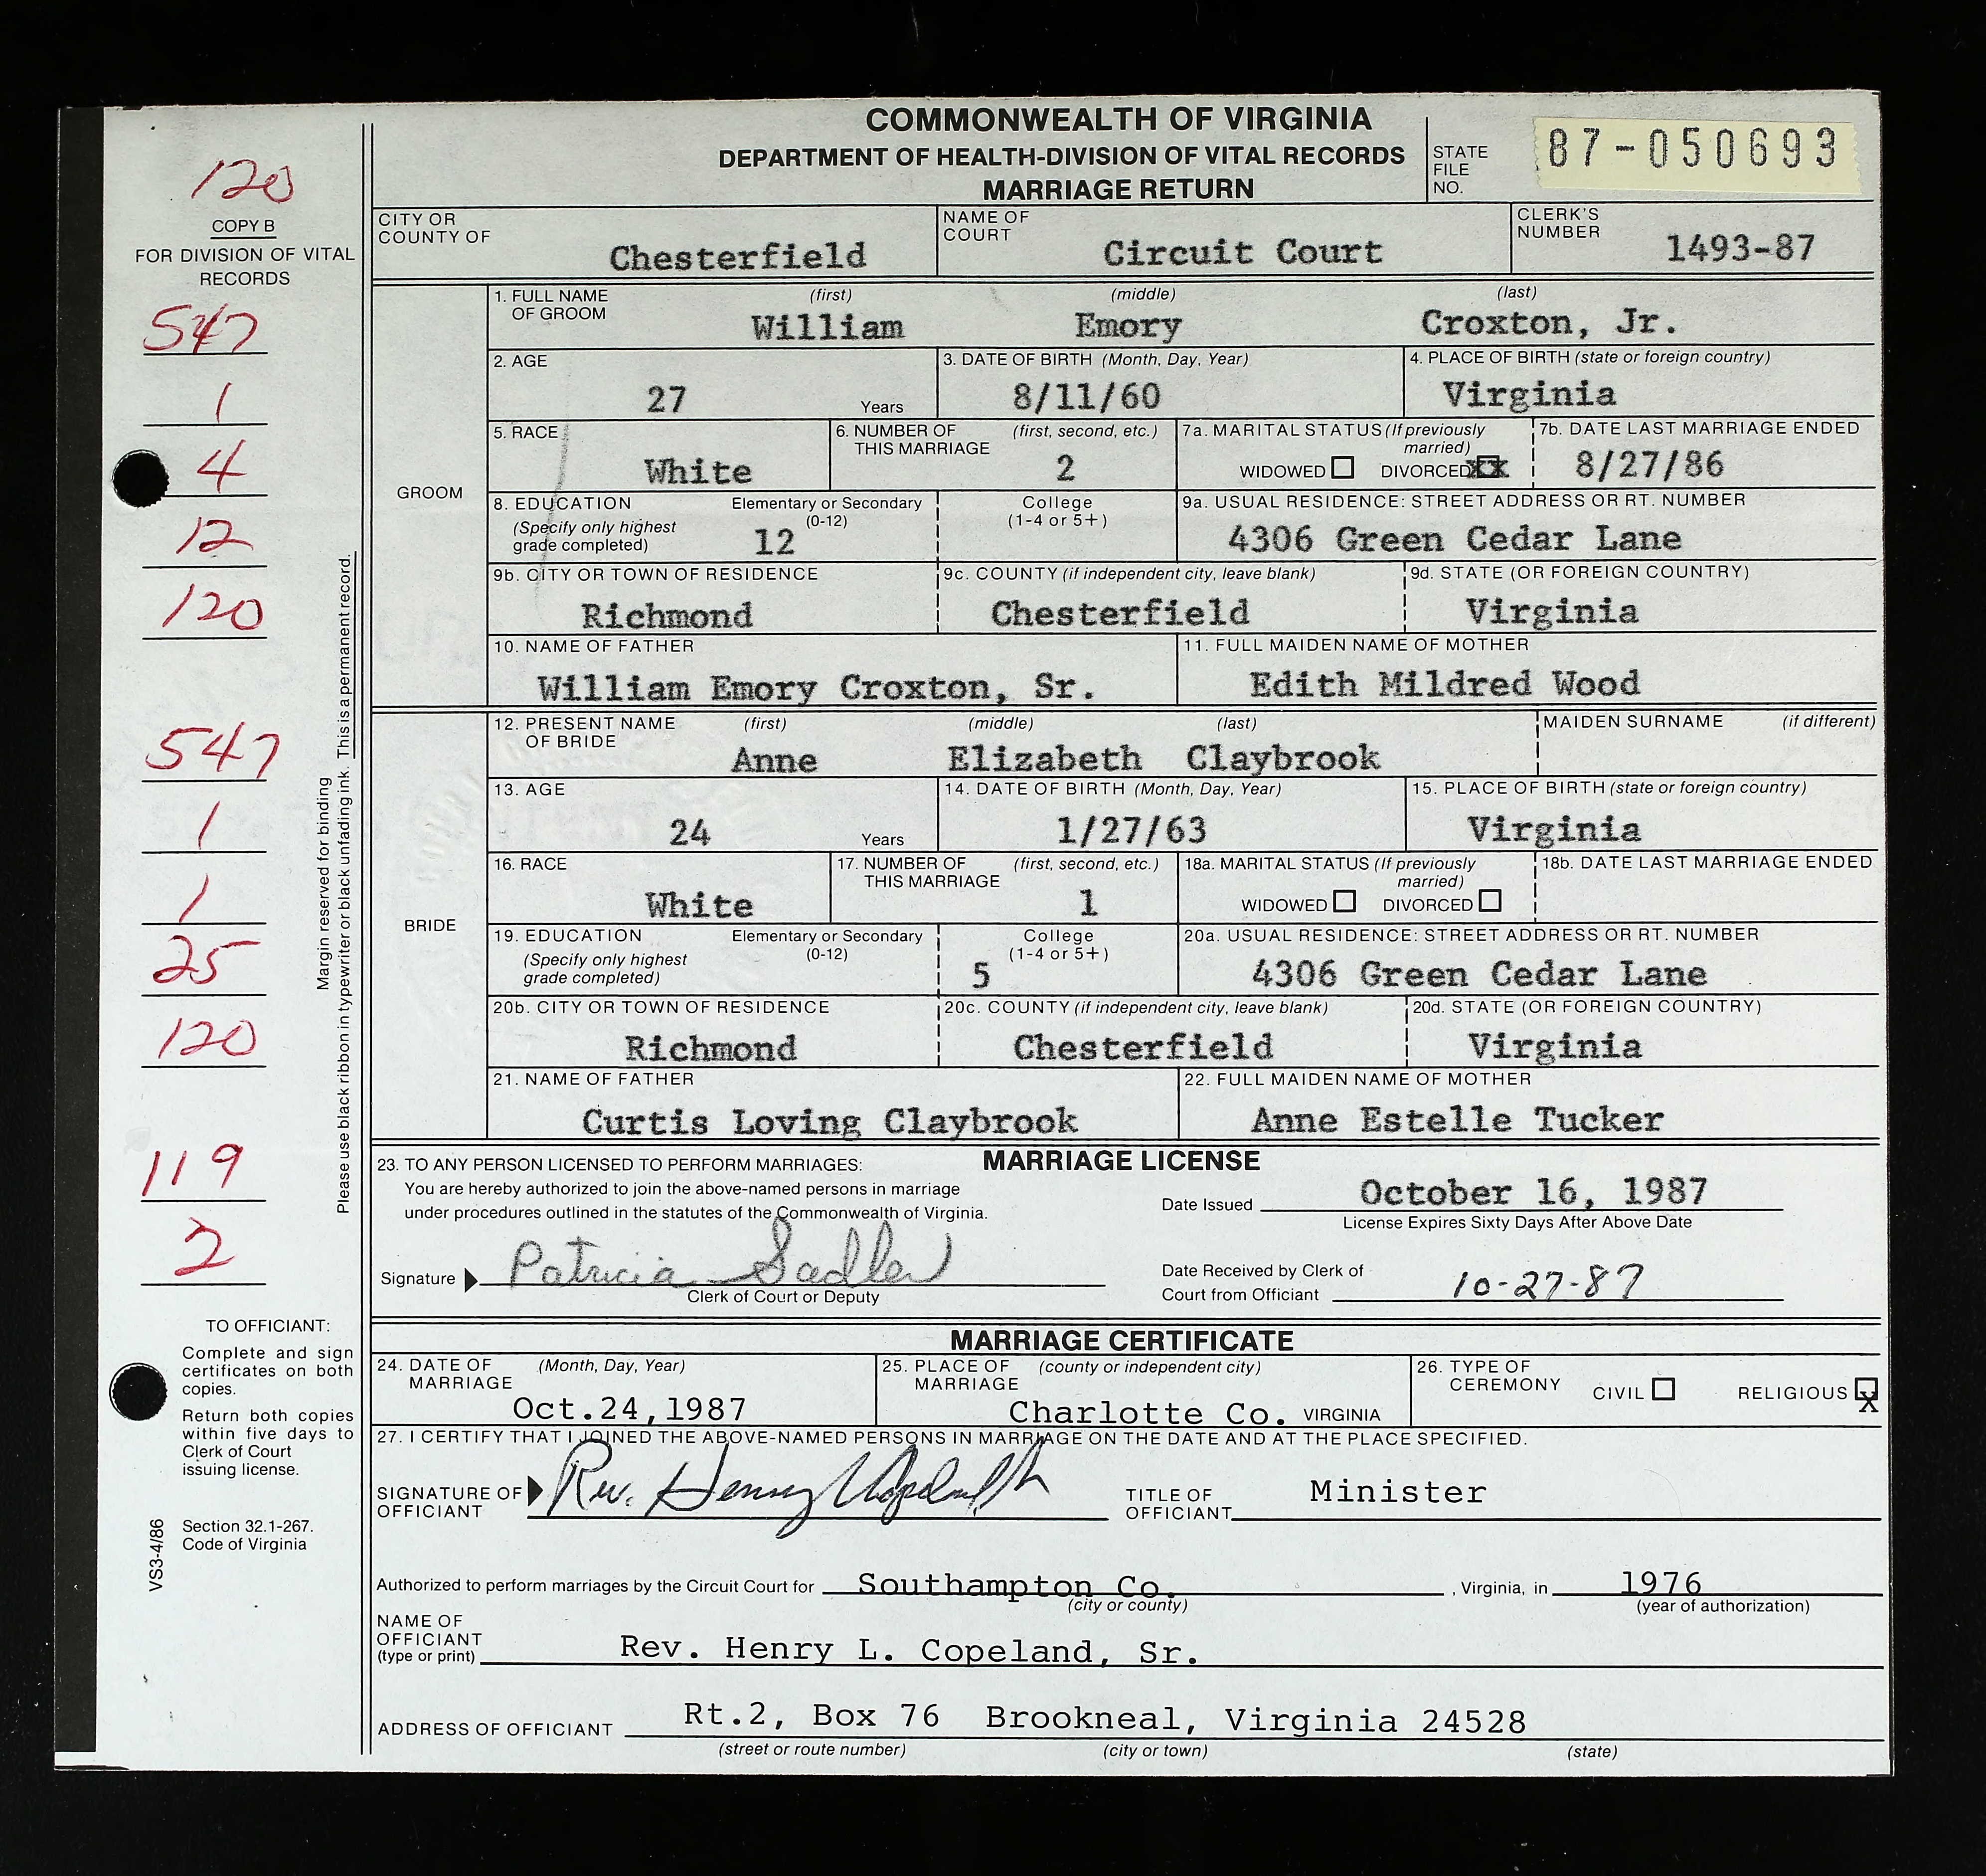 COMMONWEALTH OF VIRGINIA
DEPARTMENT OF HEALTH-DIVISION OF VITAL RECORDS
MARRIAGE RETURN
STATE FILE NO. 87-050693
120
COPY B
FOR DIVISION OF VITAL RECORDS
547
1
4
12
120
547
1
1
25
120
119
2
Margin reserved for binding
Please use black ribbon in typewriter or black unfading ink. This is a permanent record.
TO OFFICIANT:
Complete and sign
certificates on both
copies.
Return both copies
within five days to
Clerk of Court
issuing license.
Section 32.1-267.
Code of Virginia
VS3-4/86
CITY OR COUNTY OF Chesterfield
NAME OF COURT Circuit Court
CLERK'S NUMBER 1493-87
GROOM
1. FULL NAME OF GROOM (first) (middle) (last)
William Emory Croxton, Jr.
2. AGE 27 Years
3. DATE OF BIRTH (Month, Day, Year) 8/11/60
4. PLACE OF BIRTH (state or foreign country) Virginia
5. RACE White
6. NUMBER OF THIS MARRIAGE (first, second, etc.) 2
7a. MARITAL STATUS (If previously married) WIDOWED DIVORCED XX
7b. DATE LAST MARRIAGE ENDED 8/27/86
8. EDUCATION (Specify only highest grade completed) Elementary or Secondary (0-12) 12 College (1-4 or 5+)
9a. USUAL RESIDENCE: STREET ADDRESS OR RT. NUMBER 4306 Green Cedar Lane
9b. CITY OR TOWN OF RESIDENCE Richmond
9c. COUNTY (if independent city, leave blank) Chesterfield
9d. STATE (OR FOREIGN COUNTRY) Virginia
10. NAME OF FATHER William Emory Croxton, Sr.
11. FULL MAIDEN NAME OF MOTHER Edith Mildred Wood
BRIDE
12. PRESENT NAME OF BRIDE (first) (middle) (last) MAIDEN SURNAME (if different)
Anne Elizabeth Claybrook
13. AGE 24 Years
14. DATE OF BIRTH (Month, Day, Year) 1/27/63
15. PLACE OF BIRTH (state or foreign country) Virginia
16. RACE White
17. NUMBER OF THIS MARRIAGE (first, second, etc.) 1
18a. MARITAL STATUS (If previously married) WIDOWED DIVORCED
18b. DATE LAST MARRIAGE ENDED
19. EDUCATION (Specify only highest grade completed) Elementary or Secondary (0-12) College (1-4 or 5+) 5
20a. USUAL RESIDENCE: STREET ADDRESS OR RT. NUMBER 4306 Green Cedar Lane
20b. CITY OR TOWN OF RESIDENCE Richmond
20c. COUNTY (if independent city, leave blank) Chesterfield
20d. STATE (OR FOREIGN COUNTRY) Virginia
21. NAME OF FATHER Curtis Loving Claybrook
22. FULL MAIDEN NAME OF MOTHER Anne Estelle Tucker
MARRIAGE LICENSE
23. TO ANY PERSON LICENSED TO PERFORM MARRIAGES:
You are hereby authorized to join the above-named persons in marriage
under procedures outlined in the statutes of the Commonwealth of Virginia.
Date Issued October 16, 1987
License Expires Sixty Days After Above Date
Signature Patricia Sadler
Clerk of Court or Deputy
Date Received by Clerk of Court from Officiant 10-27-87
MARRIAGE CERTIFICATE
24. DATE OF MARRIAGE (Month, Day, Year) Oct.24,1987
25. PLACE OF MARRIAGE (county or independent city) Charlotte Co. VIRGINIA
26. TYPE OF CEREMONY CIVIL RELIGIOUS X
27. I CERTIFY THAT I JOINED THE ABOVE-NAMED PERSONS IN MARRIAGE ON THE DATE AND AT THE PLACE SPECIFIED.
SIGNATURE OF OFFICIANT Rev. Henry L Copeland Sr
TITLE OF OFFICIANT Minister
Authorized to perform marriages by the Circuit Court for Southampton Co. , Virginia, in 1976
(city or county) (year of authorization)
NAME OF OFFICIANT (type or print) Rev. Henry L. Copeland, Sr.
ADDRESS OF OFFICIANT Rt.2, Box 76 Brookneal, Virginia 24528
(street or route number) (city or town) (state)